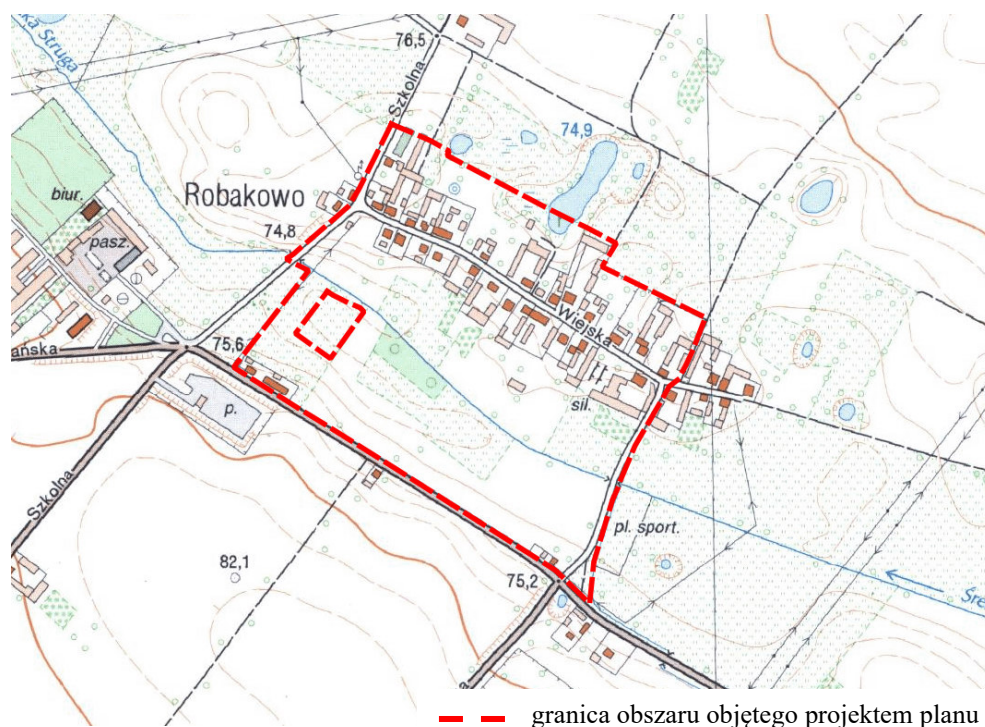 ka Struga
76,5
Szkolna
74,9
Robakowo
biur.
74,8
pasz.
Wiejska
75,6
ańska
sil.
p.
Szkolna
pl. sport.
82,1
75,2
Śre
a
granica obszaru objętego projektem planu